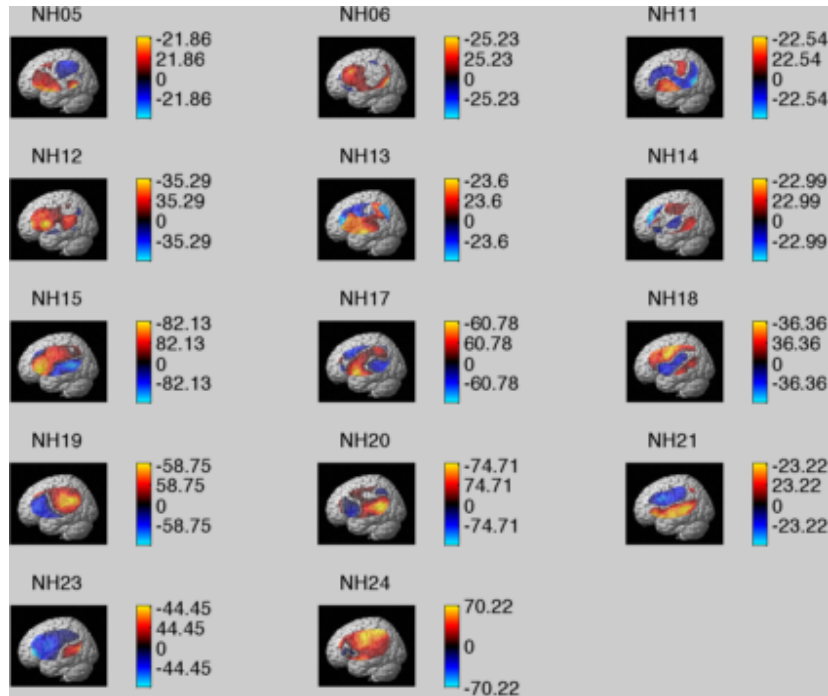 NH05 NH06 NH11
-21.86 -25.23 -22.54
21.86 25.23 22.54
0 0 0
-21.86 -25.23 -22.54
NH12 NH13 NH14
-35.29 -23.6 -22.99
35.29 23.6 22.99
0 0 0
-35.29 -23.6 -22.99
NH15 NH17 NH18
-82.13 -60.78 -36.36
82.13 60.78 36.36
0 0 0
-82.13 -60.78 -36.36
NH19 NH20 NH21
-58.75 -74.71 -23.22
58.75 74.71 23.22
0 0 0
-58.75 -74.71 -23.22
NH23 NH24
-44.45 70.22
44.45
0 0
-44.45 -70.22